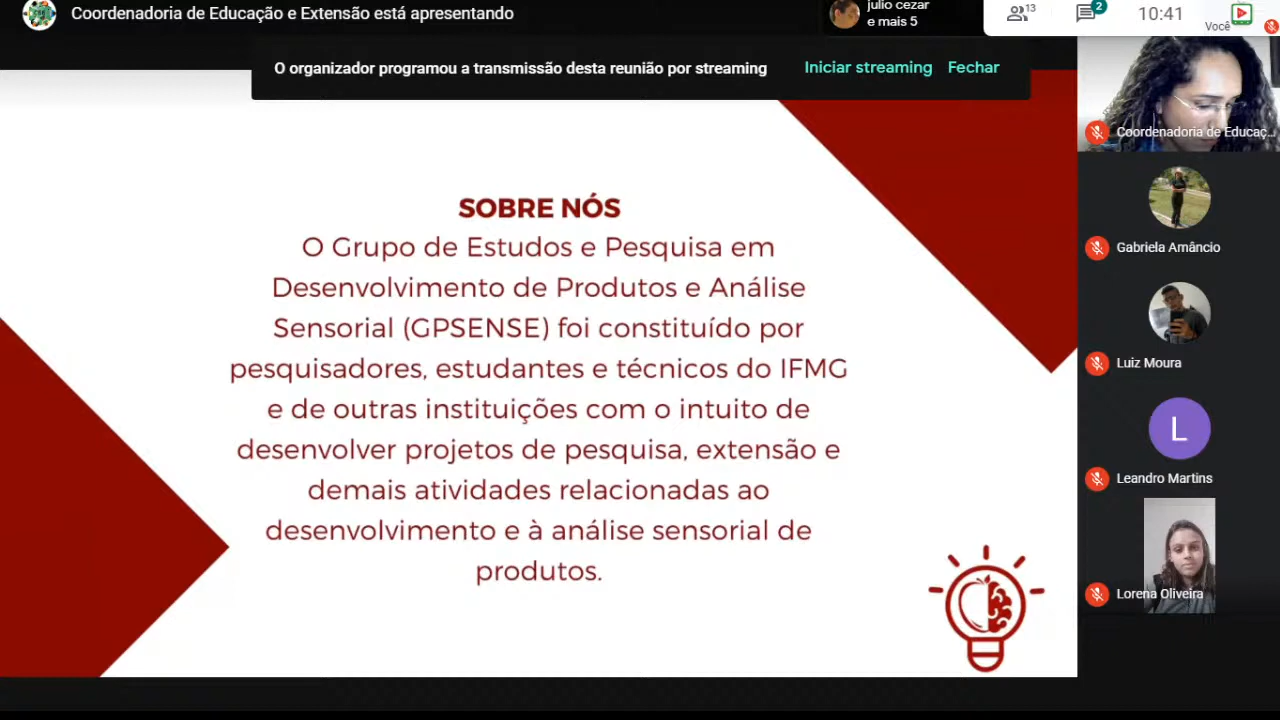 Coordenadoria de Educação e Extensão está apresentando
julio cezar
e mais 5
13
2
10:41
Você
O organizador programou a transmissão desta reunião por streaming
Iniciar streaming
Fechar
SOBRE NÓS
O Grupo de Estudos e Pesquisa em
Desenvolvimento de Produtos e Análise
Sensorial (GPSENSE) foi constituído por
pesquisadores, estudantes e técnicos do IFMG
e de outras instituições com o intuito de
desenvolver projetos de pesquisa, extensão e
demais atividades relacionadas ao
desenvolvimento e à análise sensorial de
produtos.
Coordenadoria de Educaç...
Gabriela Amâncio
Luiz Moura
L
Leandro Martins
Lorena Oliveira